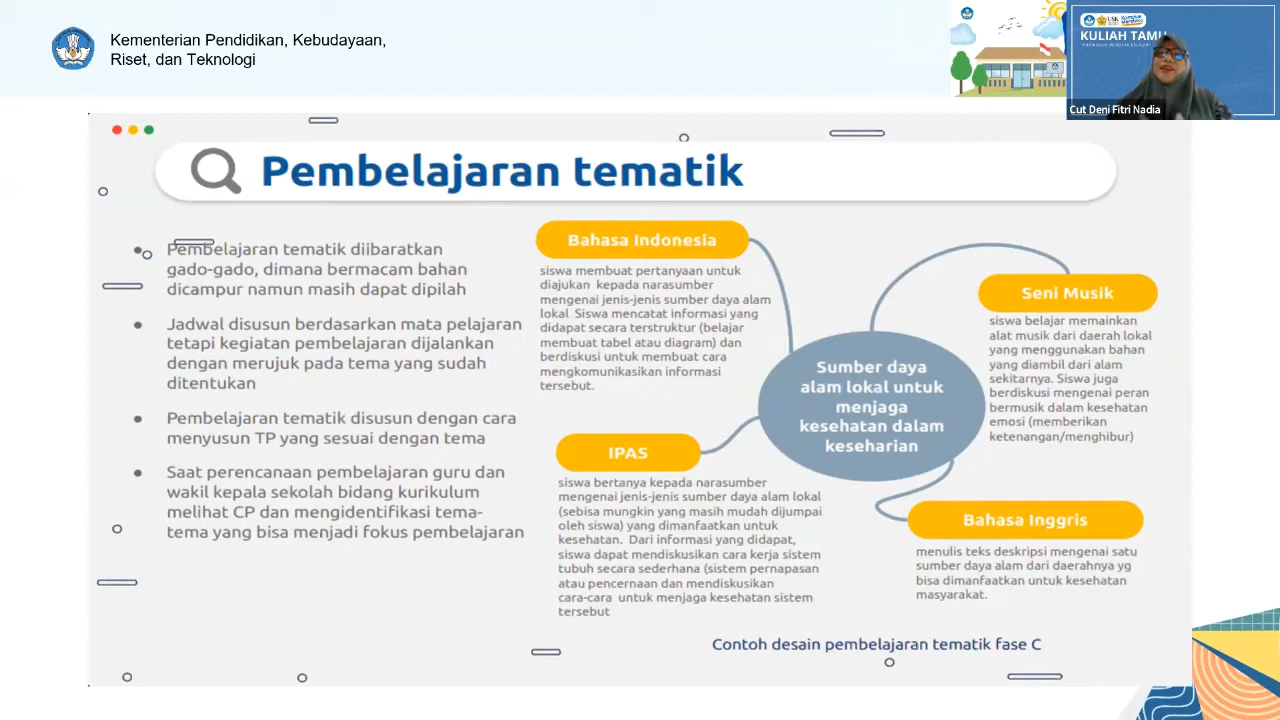 Kementerian Pendidikan, Kebudayaan,
Riset, dan Teknologi
USK
Kampus
Merdeka
KULIAH TAMU
Cut Deni Fitri Nadia
Pembelajaran tematik
Pembelajaran tematik diibaratkan
gado-gado, dimana bermacam bahan
dicampur namun masih dapat dipilah
Jadwal disusun berdasarkan mata pelajaran
tetapi kegiatan pembelajaran dijalankan
dengan merujuk pada tema yang sudah
ditentukan
Pembelajaran tematik disusun dengan cara
menyusun TP yang sesuai dengan tema
Saat perencanaan pembelajaran guru dan
wakil kepala sekolah bidang kurikulum
melihat CP dan mengidentifikasi tema-
tema yang bisa menjadi fokus pembelajaran
Bahasa Indonesia
siswa membuat pertanyaan untuk
diajukan kepada narasumber
mengenai jenis-jenis sumber daya alam
lokal Siswa mencatat informasi yang
didapat secara terstruktur (belajar
membuat tabel atau diagram) dan
berdiskusi untuk membuat cara
mengkomunikasikan informasi
tersebut.
IPAS
siswa bertanya kepada narasumber
mengenai jenis-jenis sumber daya alam lokal
(sebisa mungkin yang masih mudah dijumpai
oleh siswa) yang dimanfaatkan untuk
kesehatan. Dari informasi yang didapat,
siswa dapat mendiskusikan cara kerja sistem
tubuh secara sederhana (sistem pernapasan
atau pencernaan dan mendiskusikan
cara-cara untuk menjaga kesehatan sistem
tersebut
Sumber daya
alam lokal untuk
menjaga
kesehatan dalam
keseharian
Seni Musik
siswa belajar memainkan
alat musik dari daerah lokal
yang menggunakan bahan
yang diambil dari alam
sekitarnya. Siswa juga
berdiskusi mengenai peran
bermusik dalam kesehatan
emosi (memberikan
ketenangan/menghibur)
Bahasa Inggris
menulis teks deskripsi mengenai satu
sumber daya alam dari daerahnya yg
bisa dimanfaatkan untuk kesehatan
masyarakat.
Contoh desain pembelajaran tematik fase C